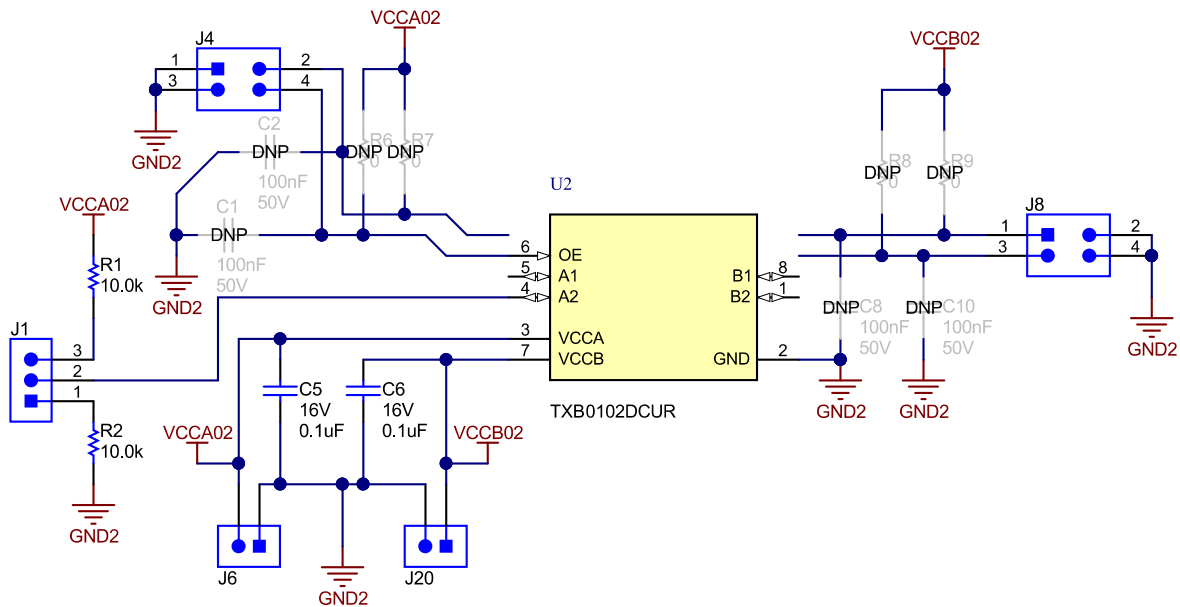 VCCA02
J4
1
2
3
4
GND2
VCCB02
C2
DNP
100nF
50V
R6
DNP
0
R7
DNP
0
R8
DNP
0
R9
DNP
0
VCCA02
C1
DNP
100nF
50V
GND2
U2
J8
1
2
3
4
R1
10.0k
6
OE
5
A1
4
A2
3
VCCA
7
VCCB
B1
8
B2
1
GND
2
TXB0102DCUR
DNP
C8
100nF
50V
GND2
DNP
C10
100nF
50V
GND2
GND2
J1
3
2
1
R2
10.0k
GND2
C5
16V
0.1uF
C6
16V
0.1uF
VCCA02
VCCB02
J6
GND2
J20